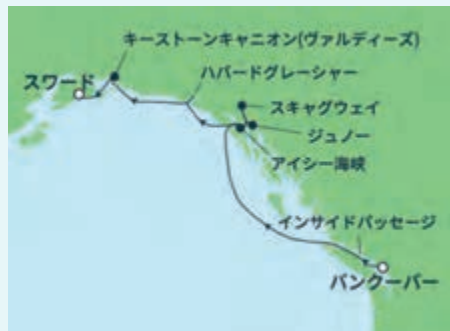 キーストーンキャニオン(ヴァルディーズ)
スワード
ハバードグレーシャー
スキャグウェイ
ジュノー
アイシー海峡
インサイドパッセージ
バンクーバー